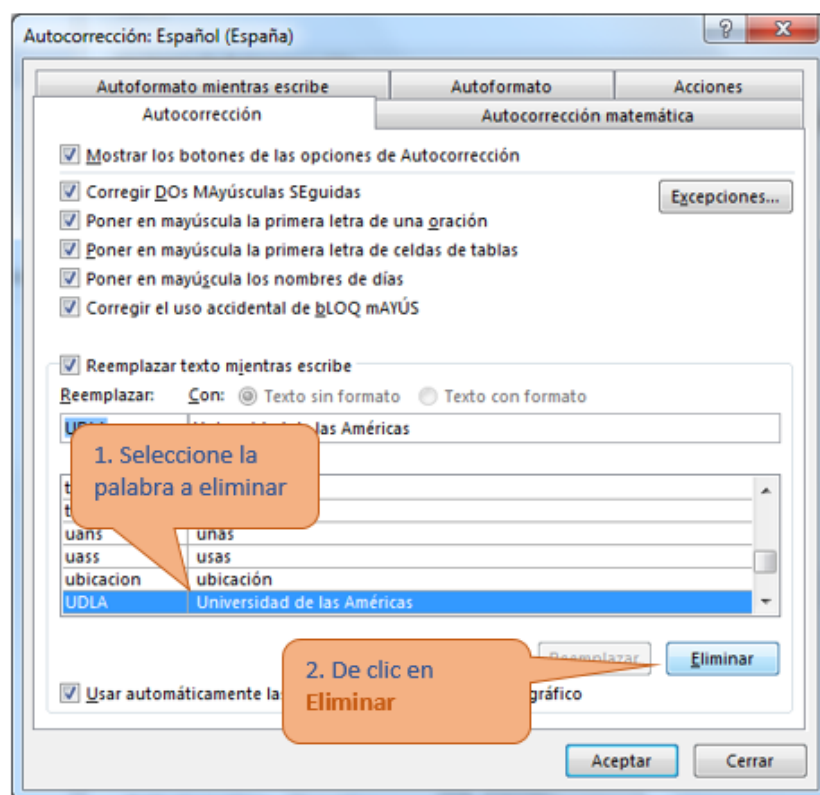 Autocorrección: Español (España)
Autoformato mientras escribe Autoformato Acciones
Autocorrección Autocorrección matemática
Mostrar los botones de las opciones de Autocorrección
Corregir DOs MAyúsculas SEguidas
Excepciones...
Poner en mayúscula la primera letra de una oración
Poner en mayúscula la primera letra de celdas de tablas
Poner en mayúscula los nombres de días
Corregir el uso accidental de bLOQ mAYÚS
Reemplazar texto mientras escribe
Reemplazar: Con: Texto sin formato Texto con formato
las Américas
1. Seleccione la
palabra a eliminar
uans unas
uass usas
ubicacion ubicación
UDLA Universidad de las Américas
Reemplazar Eliminar
2. De clic en
Eliminar
Usar automáticamente las gráfico
Aceptar Cerrar